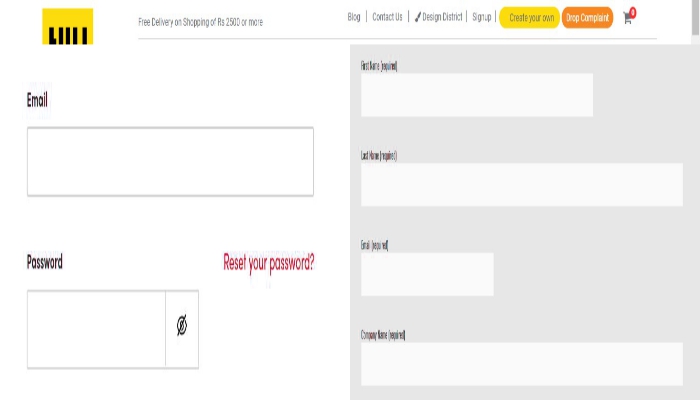 Free Delivery on Shopping of Rs 2500 or more
Blog
Contact Us
Design District
Signup
Create your own
Drop Complaint
0
Email
Password
Reset your password?
First Name (required)
Last Name (required)
Email (required)
Company Name (required)